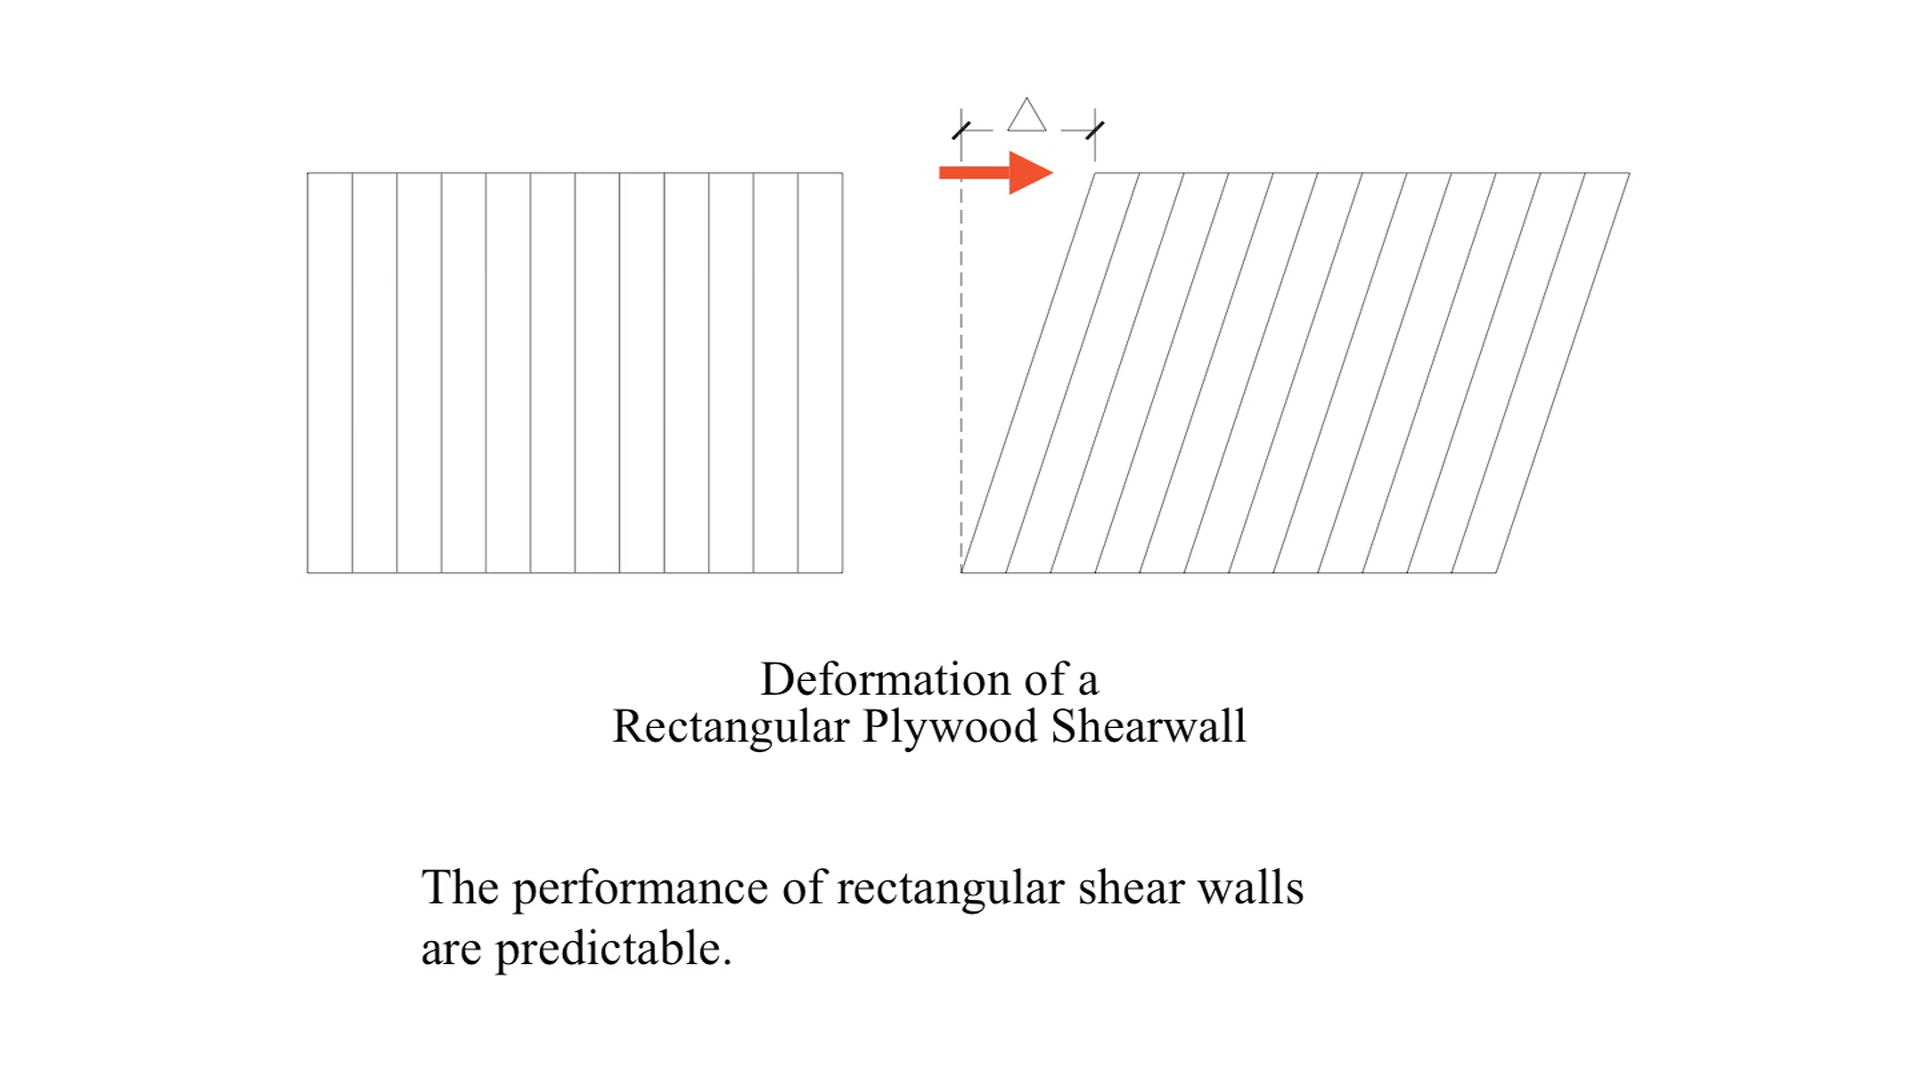 Deformation of a
Rectangular Plywood Shearwall
The performance of rectangular shear walls
are predictable.